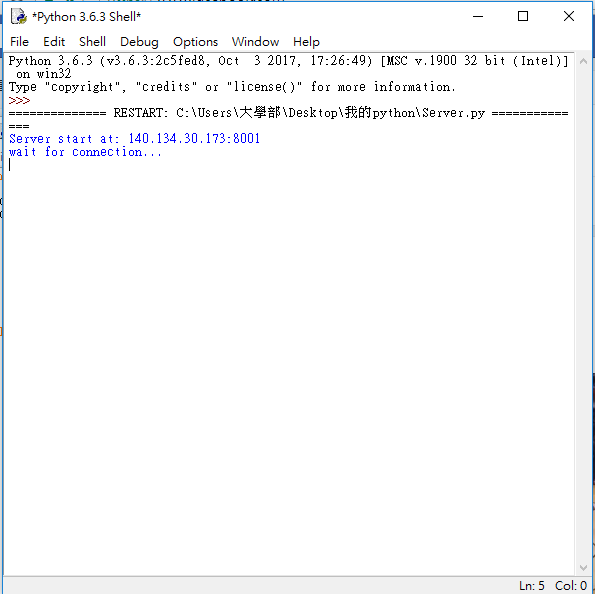 *Python 3.6.3 Shell*
File Edit Shell Debug Options Window Help
Python 3.6.3 (v3.6.3:2c5fed8, Oct  3 2017, 17:26:49) [MSC v.1900 32 bit (Intel)]
 on win32
Type "copyright", "credits" or "license()" for more information.
>>>
============== RESTART: C:\Users\大學部\Desktop\我的python\Server.py ===========
===
Server start at: 140.134.30.173:8001
wait for connection...
Ln: 5 Col: 0